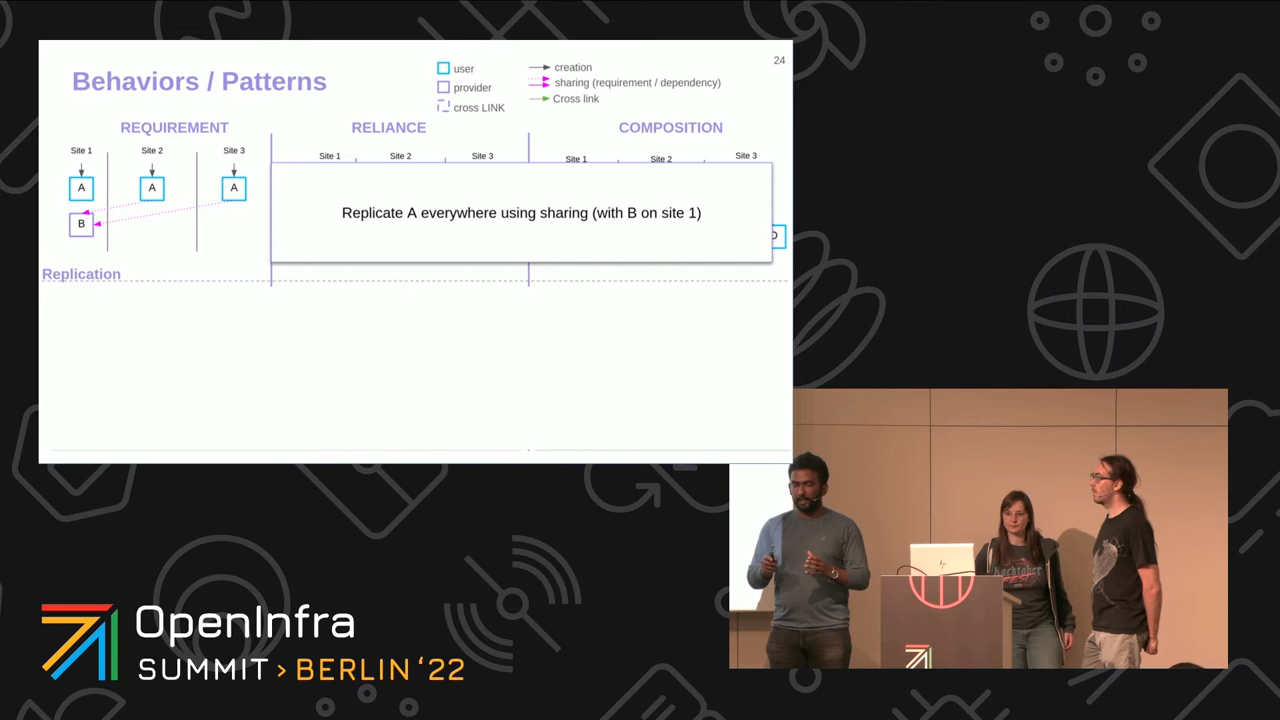 24
Behaviors / Patterns
user
provider
cross LINK
creation
sharing (requirement / dependency)
Cross link
REQUIREMENT
RELIANCE
COMPOSITION
Site 1
Site 2
Site 3
Site 1
Site 2
Site 3
Site 1
Site 2
Site 3
A
A
A
B
Replicate A everywhere using sharing (with B on site 1)
D
Replication
OpenInfra
SUMMIT > BERLIN '22